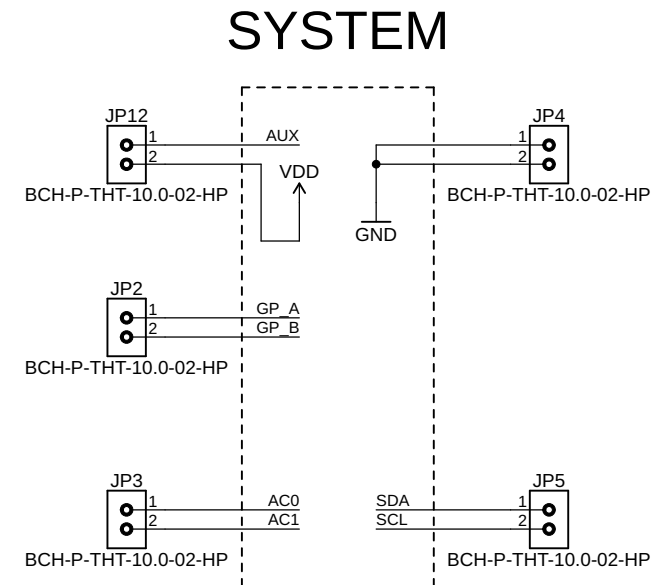 SYSTEM
JP12
1 AUX
2
VDD
BCH-P-THT-10.0-02-HP
JP4
1
2
BCH-P-THT-10.0-02-HP
GND
JP2
1 GP_A
2 GP_B
BCH-P-THT-10.0-02-HP
JP3
1 AC0
2 AC1
BCH-P-THT-10.0-02-HP
JP5
SDA 1
SCL 2
BCH-P-THT-10.0-02-HP